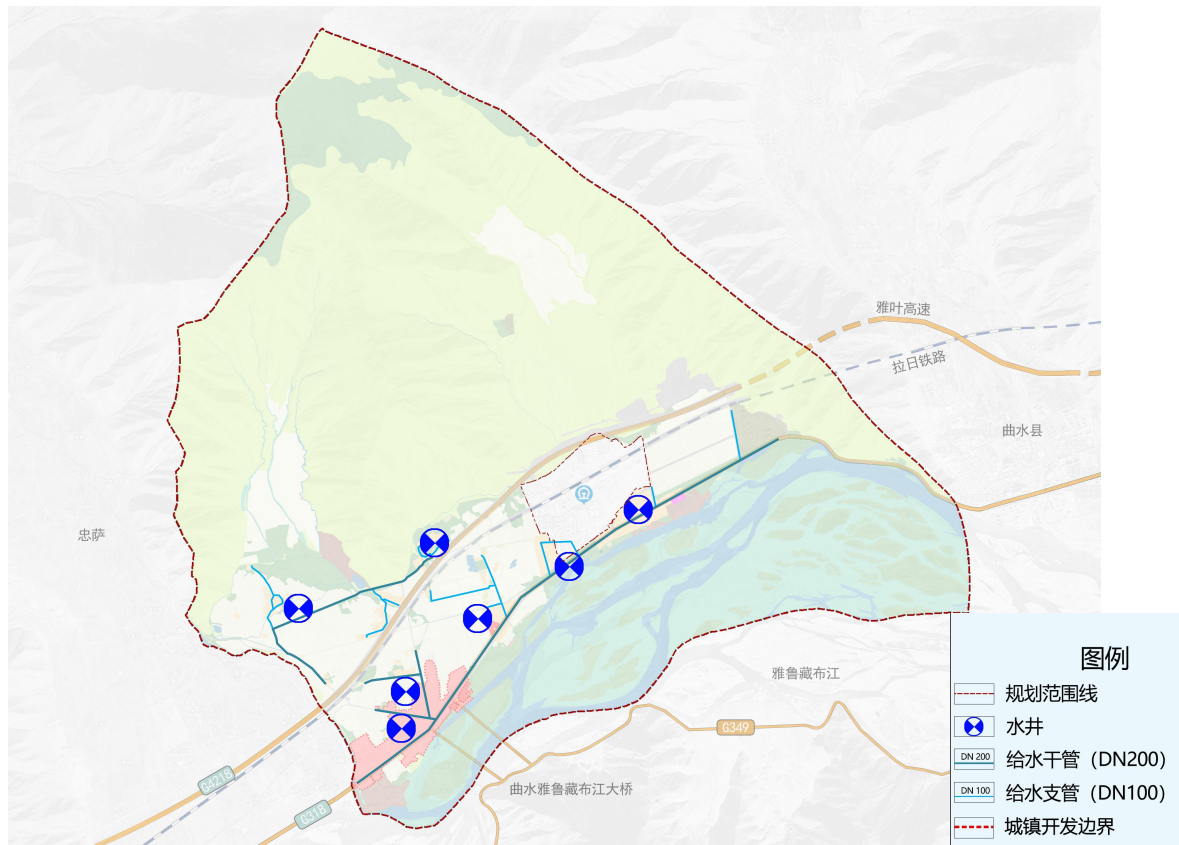 雅叶高速
拉日铁路
曲水县
忠萨
雅鲁藏布江
G349
G4218
G318
曲水雅鲁藏布江大桥
图例
规划范围线
水井
DN 200 给水干管（DN200）
DN 100 给水支管（DN100）
城镇开发边界